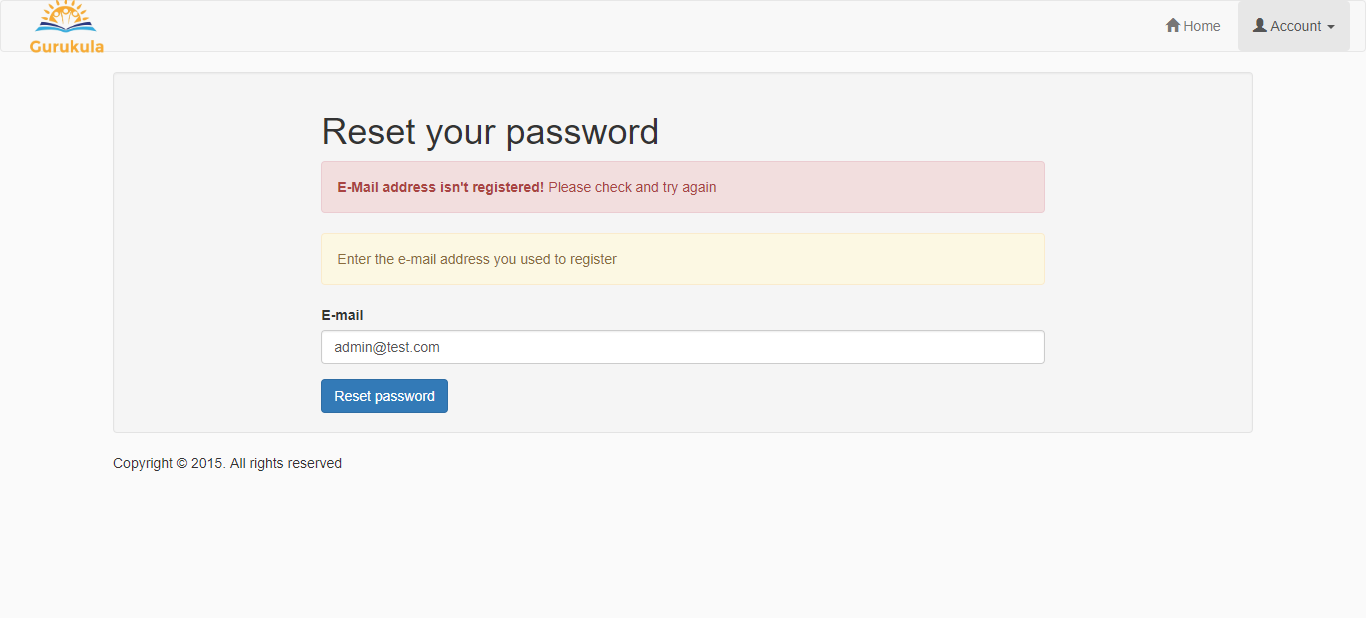 Gurukula
Home
Account
Reset your password
E-Mail address isn't registered! Please check and try again
Enter the e-mail address you used to register
E-mail
admin@test.com
Reset password
Copyright © 2015. All rights reserved